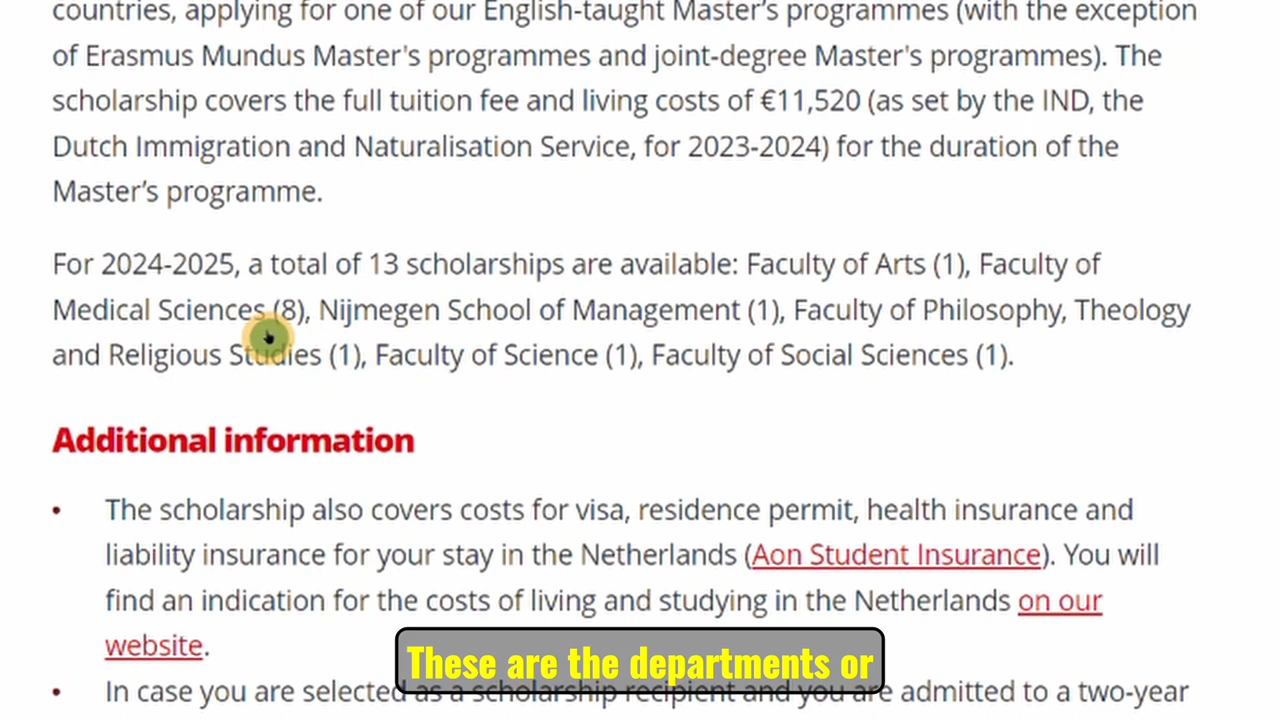 countries, applying for one of our English-taught Master's programmes (with the exception
of Erasmus Mundus Master's programmes and joint-degree Master's programmes). The
scholarship covers the full tuition fee and living costs of €11,520 (as set by the IND, the
Dutch Immigration and Naturalisation Service, for 2023-2024) for the duration of the
Master’s programme.
For 2024-2025, a total of 13 scholarships are available: Faculty of Arts (1), Faculty of
Medical Sciences (8), Nijmegen School of Management (1), Faculty of Philosophy, Theology
and Religious Studies (1), Faculty of Science (1), Faculty of Social Sciences (1).
Additional information
• The scholarship also covers costs for visa, residence permit, health insurance and
liability insurance for your stay in the Netherlands (Aon Student Insurance). You will
find an indication for the costs of living and studying in the Netherlands on our
website.
These are the departments or
• In case you are selected as a scholarship recipient and you are admitted to a two-year